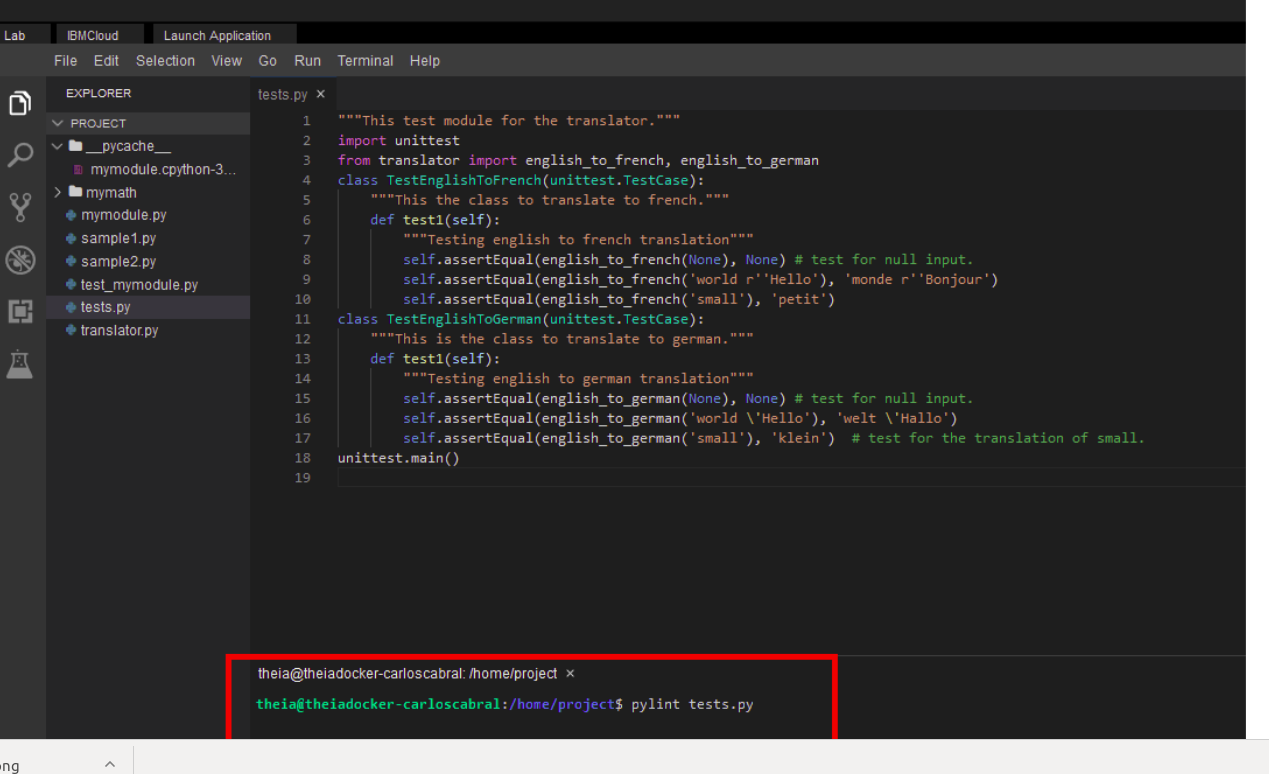 Lab IBMCloud Launch Application
File Edit Selection View Go Run Terminal Help
EXPLORER
PROJECT
__pycache__
mymodule.cpython-3...
mymath
mymodule.py
sample1.py
sample2.py
test_mymodule.py
tests.py
translator.py
tests.py ×
1 """This test module for the translator."""
2 import unittest
3 from translator import english_to_french, english_to_german
4 class TestEnglishToFrench(unittest.TestCase):
5 """This the class to translate to french."""
6 def test1(self):
7 """Testing english to french translation"""
8 self.assertEqual(english_to_french(None), None) # test for null input.
9 self.assertEqual(english_to_french('world r''Hello'), 'monde r''Bonjour')
10 self.assertEqual(english_to_french('small'), 'petit')
11 class TestEnglishToGerman(unittest.TestCase):
12 """This is the class to translate to german."""
13 def test1(self):
14 """Testing english to german translation"""
15 self.assertEqual(english_to_german(None), None) # test for null input.
16 self.assertEqual(english_to_german('world \'Hello'), 'welt \'Hallo')
17 self.assertEqual(english_to_german('small'), 'klein') # test for the translation of small.
18 unittest.main()
19
theia@theiadocker-carloscabral: /home/project ×
theia@theiadocker-carloscabral:/home/project$ pylint tests.py